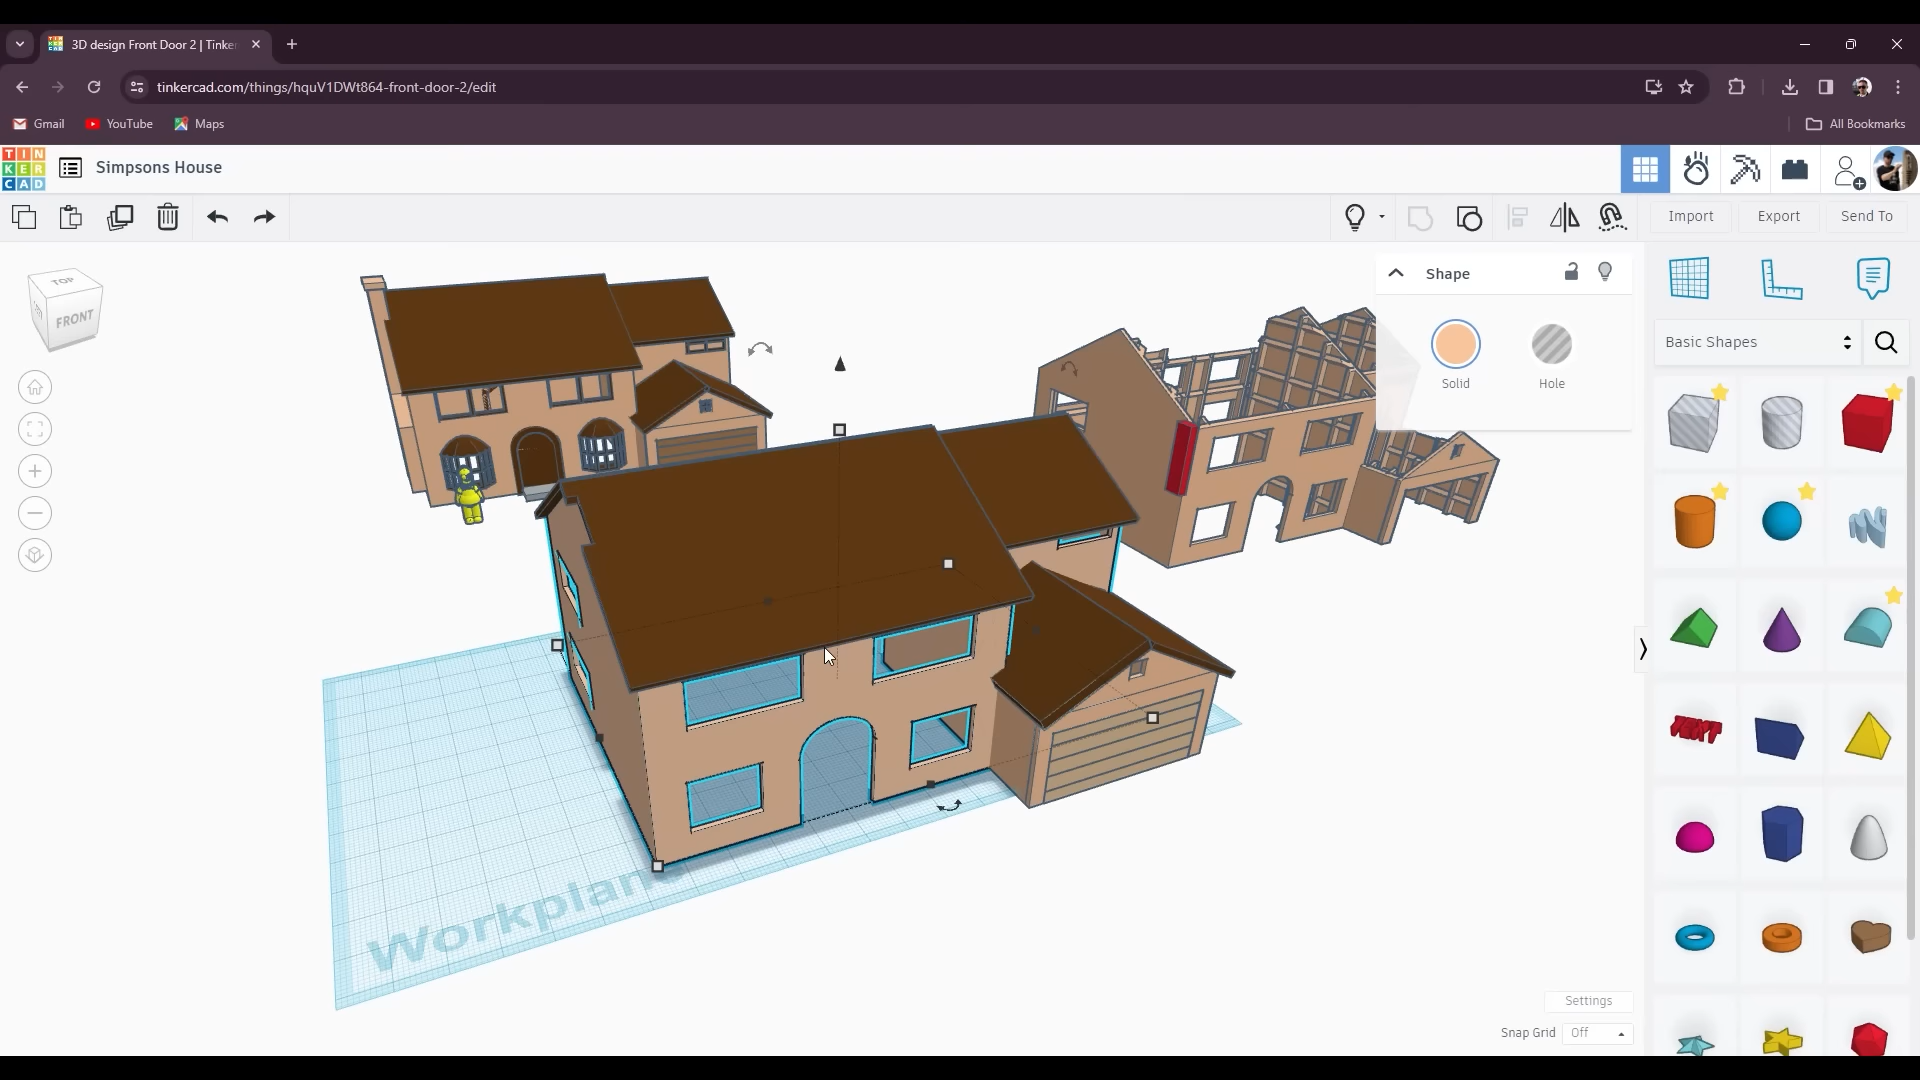 3D design Front Door 2 | Tinke
tinkercad.com/things/hquV1DWt864-front-door-2/edit
Gmail
YouTube
Maps
All Bookmarks
TIN
KER
CAD
Simpsons House
Import
Export
Send To
TOP
FRONT
Shape
Solid
Hole
Basic Shapes
TEXT
Workplane
Settings
Snap Grid
Off